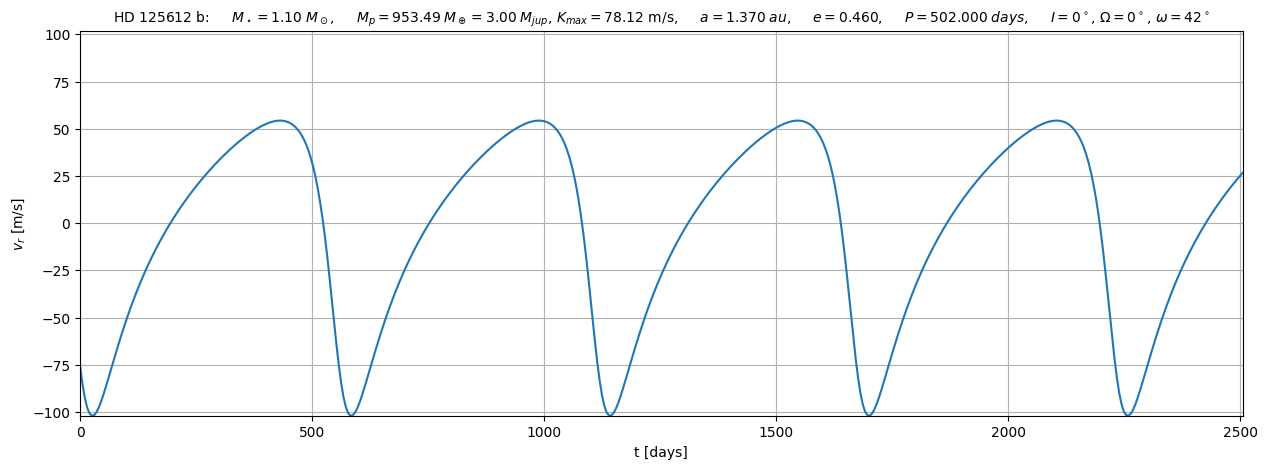 HD 125612 b: M⋆ = 1.10 M⊙, Mp = 953.49 M⊕ = 3.00 Mjup, Kmax = 78.12 m/s, a = 1.370 au, e = 0.460, P = 502.000 days, I = 0°, Ω = 0°, ω = 42°
100
75
50
25
0
−25
−50
−75
−100
vr [m/s]
0 500 1000 1500 2000 2500
t [days]